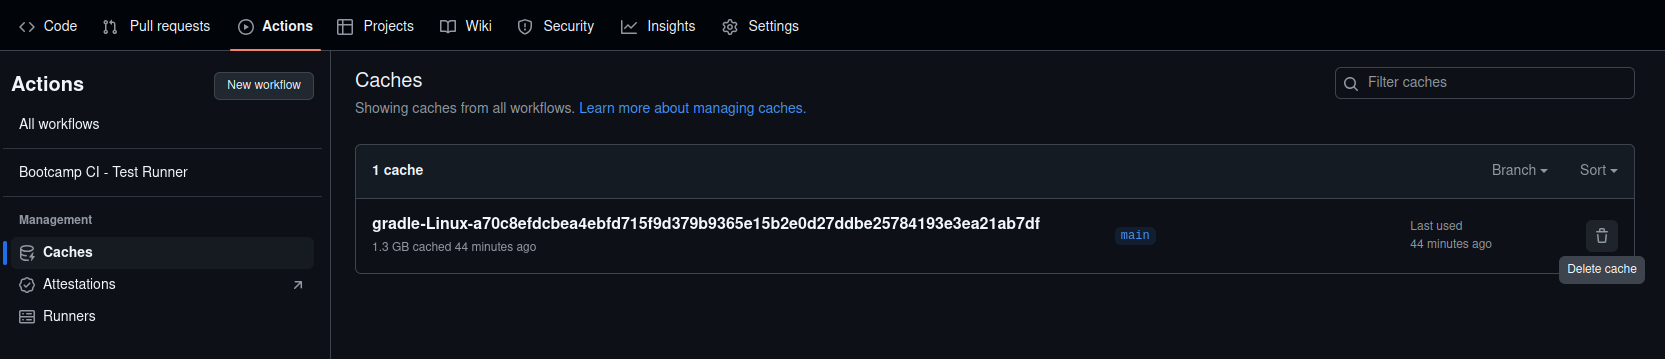 Code Pull requests Actions Projects Wiki Security Insights Settings
Actions
New workflow
All workflows
Bootcamp CI - Test Runner
Management
Caches
Attestations
Runners
Caches
Showing caches from all workflows. Learn more about managing caches.
Filter caches
1 cache
Branch
Sort
gradle-Linux-a70c8efdcbea4ebfd715f9d379b9365e15b2e0d27ddbe25784193e3ea21ab7df
1.3 GB cached 44 minutes ago
main
Last used
44 minutes ago
Delete cache